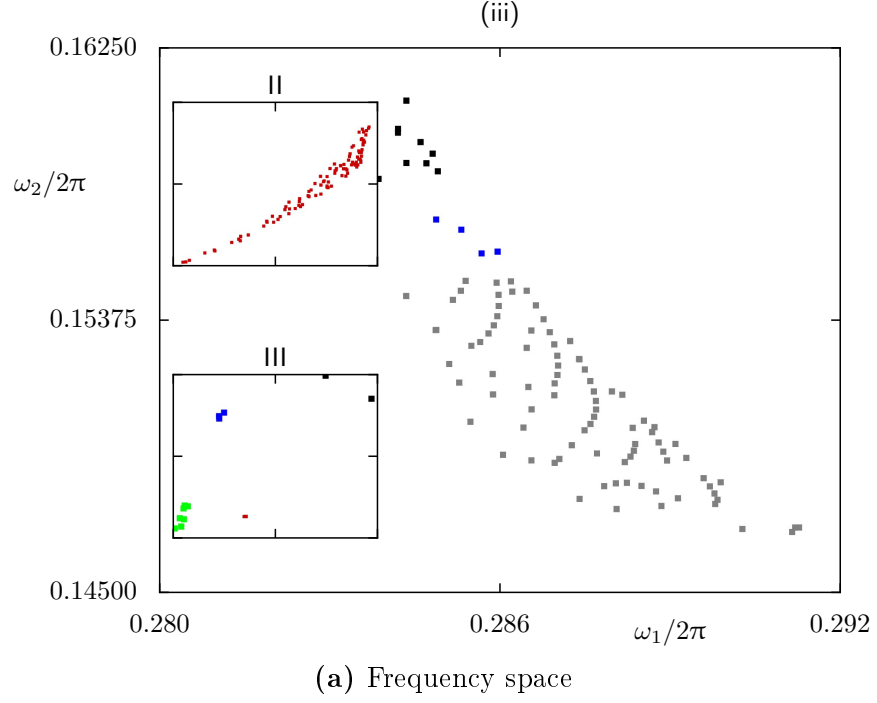 (iii)
0.16250
II
ω₂/2π
0.15375
III
0.14500
0.280
0.286
ω₁/2π
0.292
(a) Frequency space